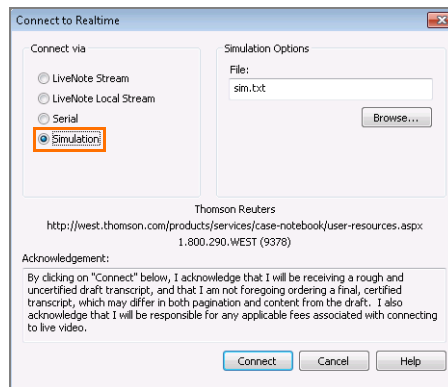 Connect to Realtime
Connect via
LiveNote Stream
LiveNote Local Stream
Serial
Simulation
Simulation Options
File:
sim.txt
Browse...
Thomson Reuters
http://west.thomson.com/products/services/case-notebook/user-resources.aspx
1.800.290.WEST (9378)
Acknowledgement:
By clicking on "Connect" below, I acknowledge that I will be receiving a rough and
uncertified draft transcript, and that I am not foregoing ordering a final, certified
transcript, which may differ in both pagination and content from the draft. I also
acknowledge that I will be responsible for any applicable fees associated with connecting
to live video.
Connect
Cancel
Help